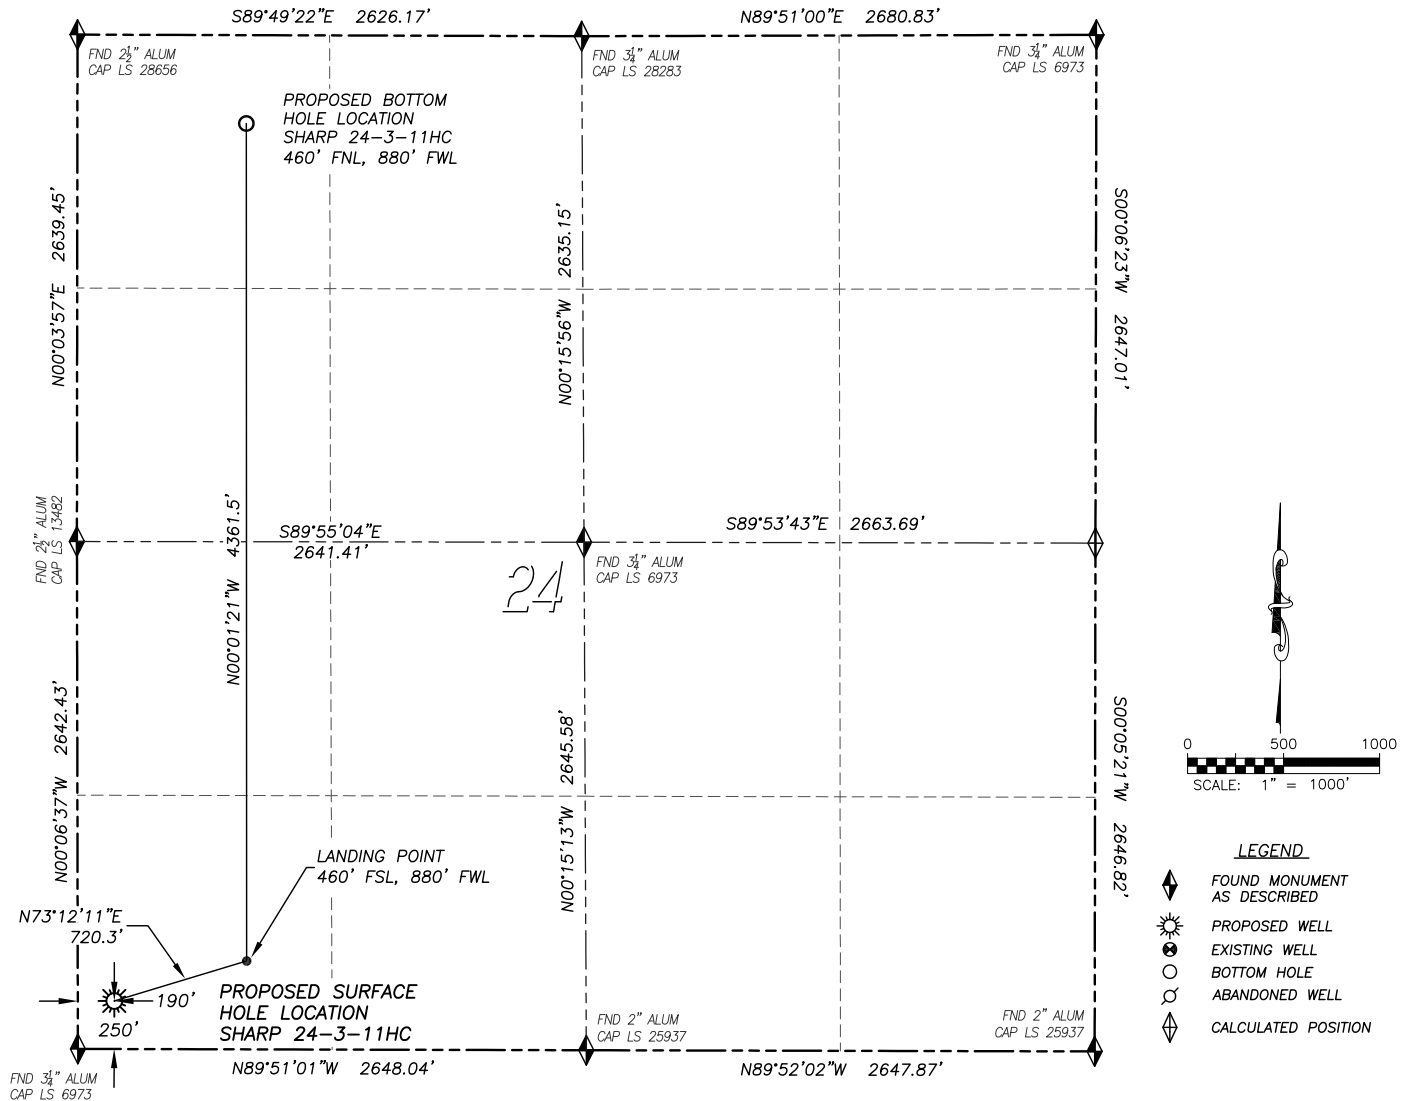 S89°49'22"E 2626.17'
N89°51'00"E 2680.83'
FND 2½" ALUM
CAP LS 28656
FND 3¼" ALUM
CAP LS 28283
FND 3¼" ALUM
CAP LS 6973
PROPOSED BOTTOM
HOLE LOCATION
SHARP 24-3-11HC
460' FNL, 880' FWL
N00°03'57"E 2639.45'
N00°15'56"W 2635.15'
S00°06'23"W 2647.01'
FND 2½" ALUM
CAP LS 13482
N00°01'21"W 4361.5'
S89°55'04"E
2641.41'
S89°53'43"E 2663.69'
FND 3¼" ALUM
CAP LS 6973
24
N00°06'37"W 2642.43'
N00°15'13"W 2645.58'
S00°05'21"W 2646.82'
0 500 1000
SCALE: 1" = 1000'
LANDING POINT
460' FSL, 880' FWL
N73°12'11"E
720.3'
190'
250'
PROPOSED SURFACE
HOLE LOCATION
SHARP 24-3-11HC
FND 2" ALUM
CAP LS 25937
FND 2" ALUM
CAP LS 25937
N89°51'01"W 2648.04'
N89°52'02"W 2647.87'
FND 3¼" ALUM
CAP LS 6973
LEGEND
FOUND MONUMENT
AS DESCRIBED
PROPOSED WELL
EXISTING WELL
BOTTOM HOLE
ABANDONED WELL
CALCULATED POSITION